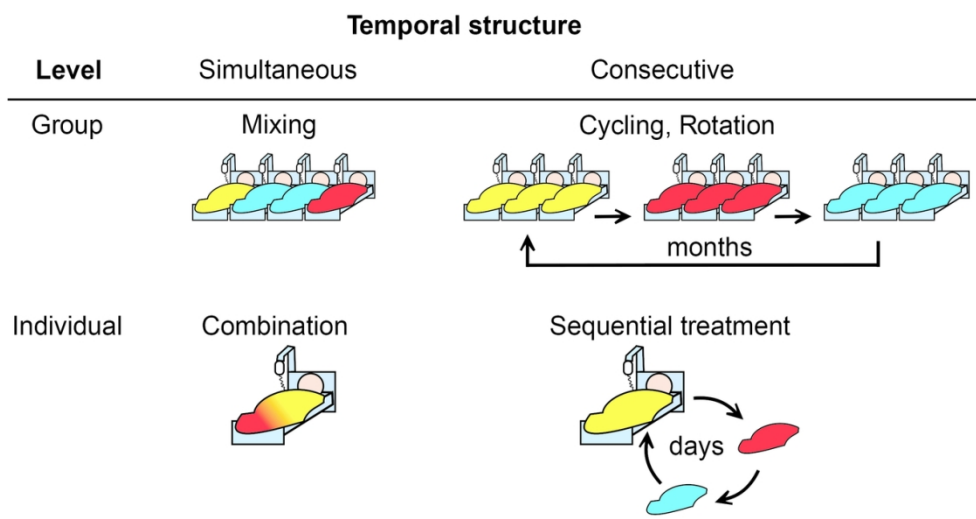 Temporal structure
Level Simultaneous Consecutive
Group Mixing Cycling, Rotation
months
Individual Combination Sequential treatment
days